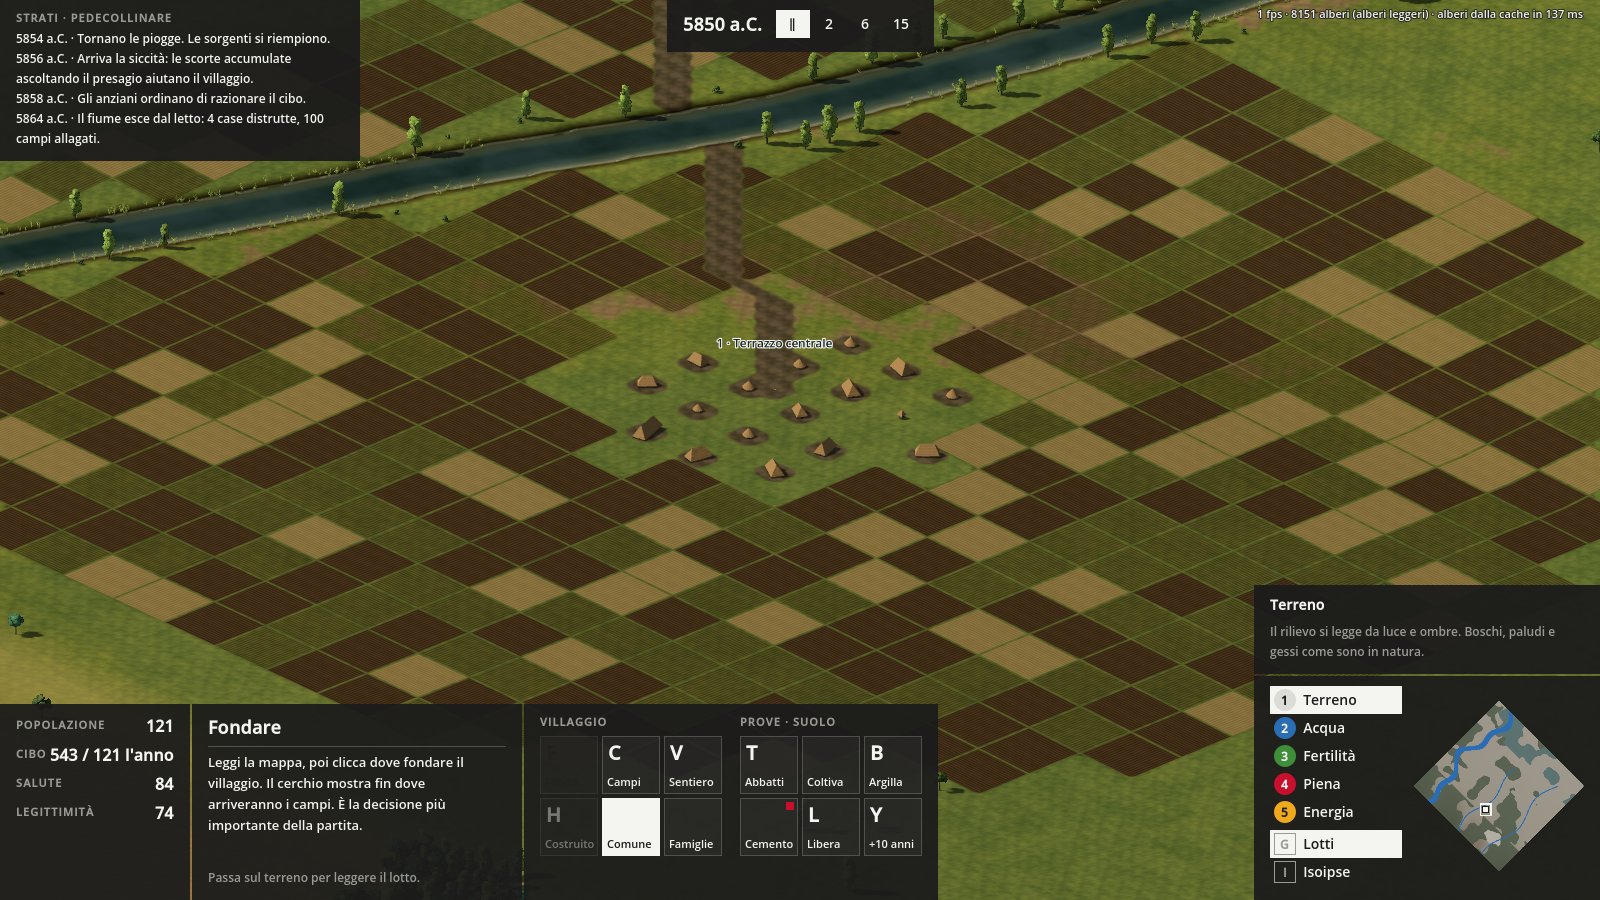 STRATI · PEDECOLLINARE
5854 a.C. · Tornano le piogge. Le sorgenti si riempiono.
5856 a.C. · Arriva la siccità: le scorte accumulate
ascoltando il presagio aiutano il villaggio.
5858 a.C. · Gli anziani ordinano di razionare il cibo.
5864 a.C. · Il fiume esce dal letto: 4 case distrutte, 100
campi allagati.
5850 a.C. || 2 6 15
1 fps · 8151 alberi (alberi leggeri) · alberi dalla cache in 137 ms
1 · Terrazzo centrale
Terreno
Il rilievo si legge da luce e ombre. Boschi, paludi e
gessi come sono in natura.
1 Terreno
2 Acqua
3 Fertilità
4 Piena
5 Energia
G Lotti
I Isoipse
POPOLAZIONE 121
CIBO 543 / 121 l'anno
SALUTE 84
LEGITTIMITÀ 74
Fondare
Leggi la mappa, poi clicca dove fondare il
villaggio. Il cerchio mostra fin dove
arriveranno i campi. È la decisione più
importante della partita.
Passa sul terreno per leggere il lotto.
VILLAGGIO
C Campi
V Sentiero
H Costruito
Comune
Famiglie
PROVE · SUOLO
T Abbatti
Coltiva
B Argilla
Cemento
L Libera
Y +10 anni